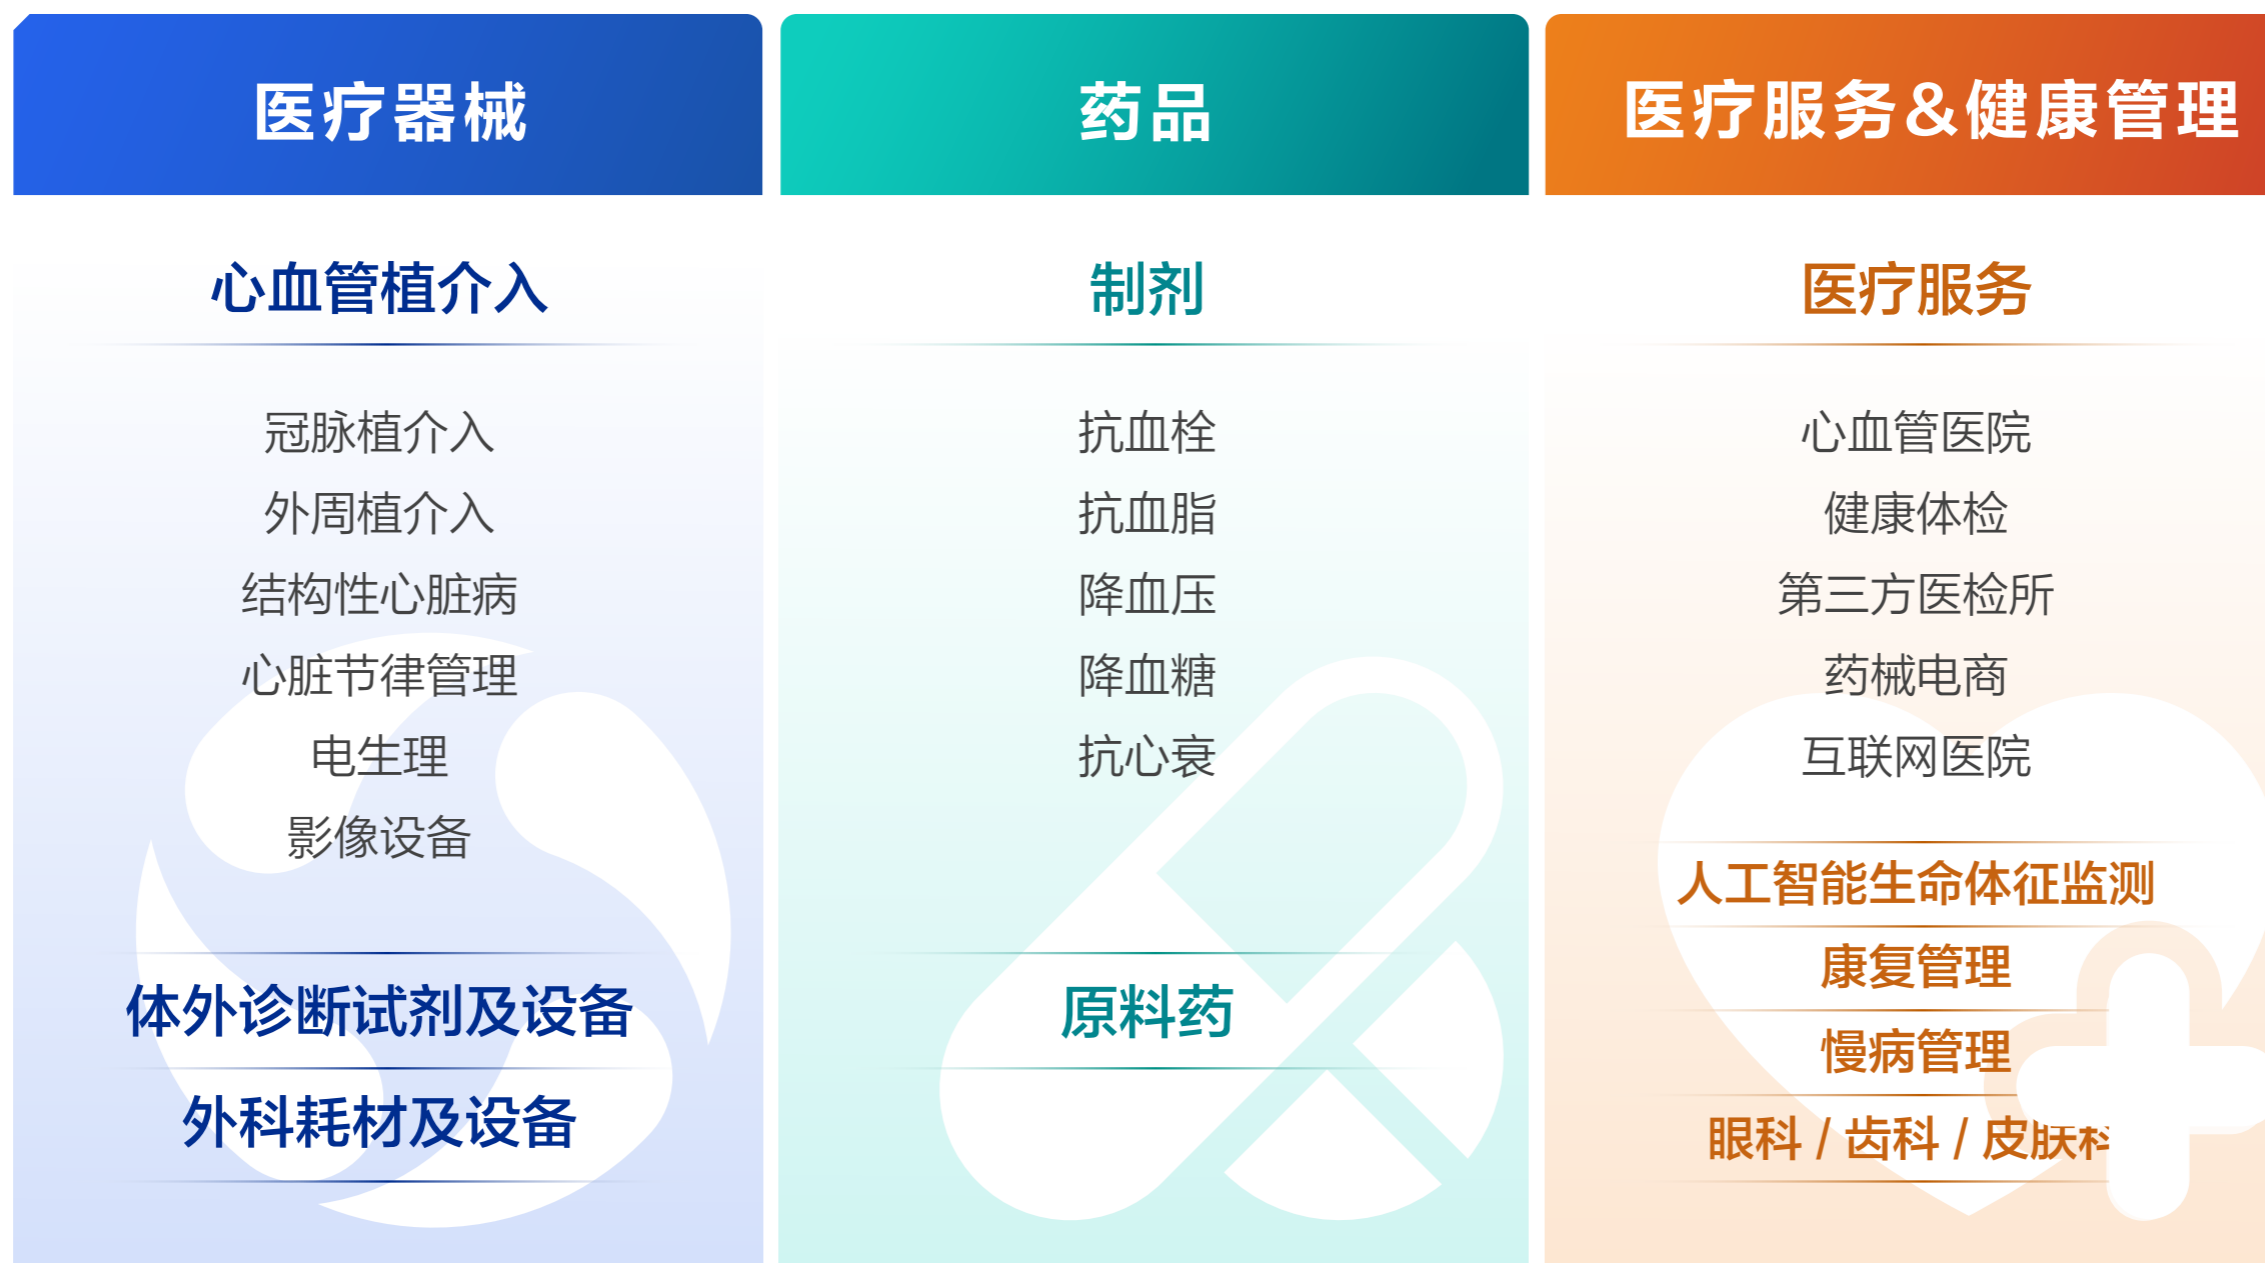 医疗器械
心血管植介入
冠脉植介入
外周植介入
结构性心脏病
心脏节律管理
电生理
影像设备
体外诊断试剂及设备
外科耗材及设备
药品
制剂
抗血栓
抗血脂
降血压
降血糖
抗心衰
原料药
医疗服务&健康管理
医疗服务
心血管医院
健康体检
第三方医检所
药械电商
互联网医院
人工智能生命体征监测
康复管理
慢病管理
眼科 / 齿科 / 皮肤科